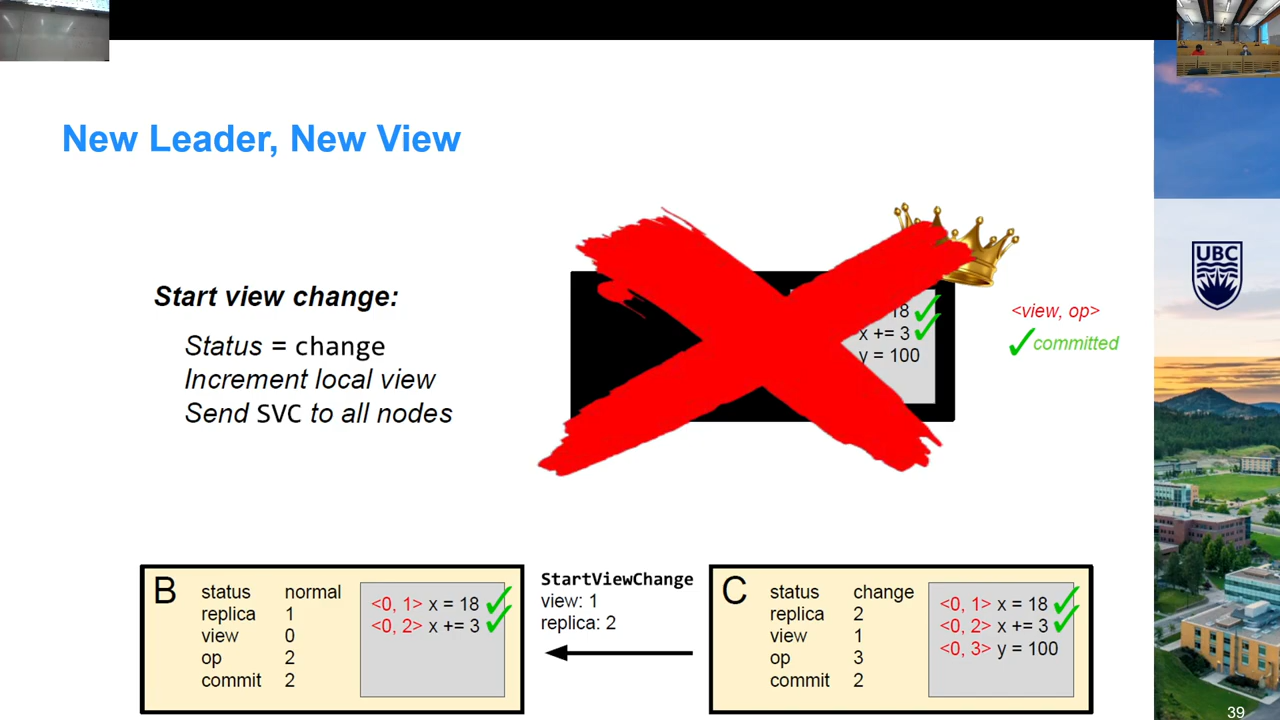 New Leader, New View
UBC
Start view change:
Status = change
Increment local view
Send SVC to all nodes
18
x += 3
y = 100
<view, op>
committed
B
status normal
replica 1
view 0
op 2
commit 2
<0, 1> x = 18
<0, 2> x += 3
StartViewChange
view: 1
replica: 2
C
status change
replica 2
view 1
op 3
commit 2
<0, 1> x = 18
<0, 2> x += 3
<0, 3> y = 100
39